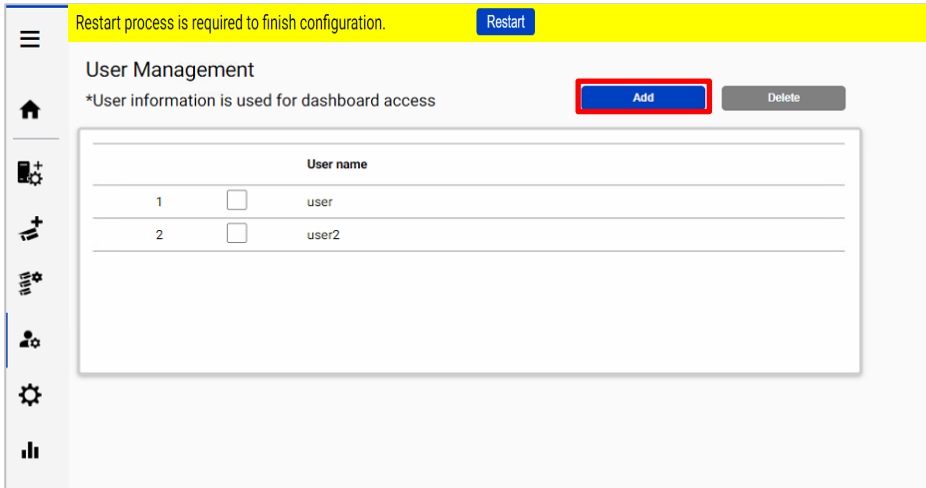 Restart process is required to finish configuration. Restart
User Management
*User information is used for dashboard access Add Delete
User name
1 user
2 user2